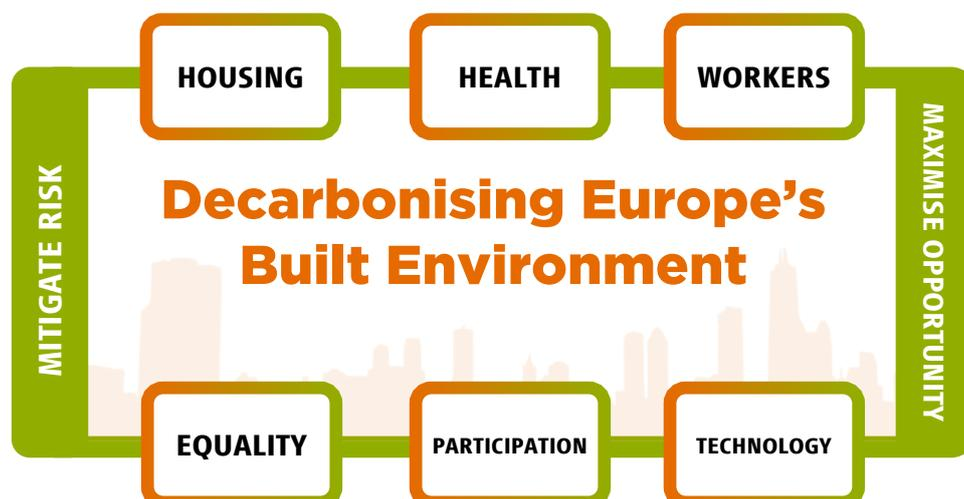 HOUSING
HEALTH
WORKERS
MITIGATE RISK
Decarbonising Europe's
Built Environment
MAXIMISE OPPORTUNITY
EQUALITY
PARTICIPATION
TECHNOLOGY